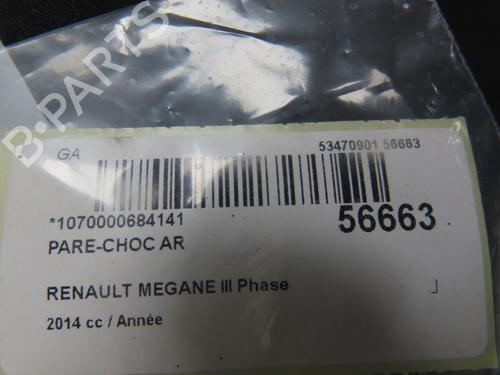 B-PARTS
GA
53470901 56663
*1070000684141
56663
PARE-CHOC AR
RENAULT MEGANE III Phase
2014 cc / Année